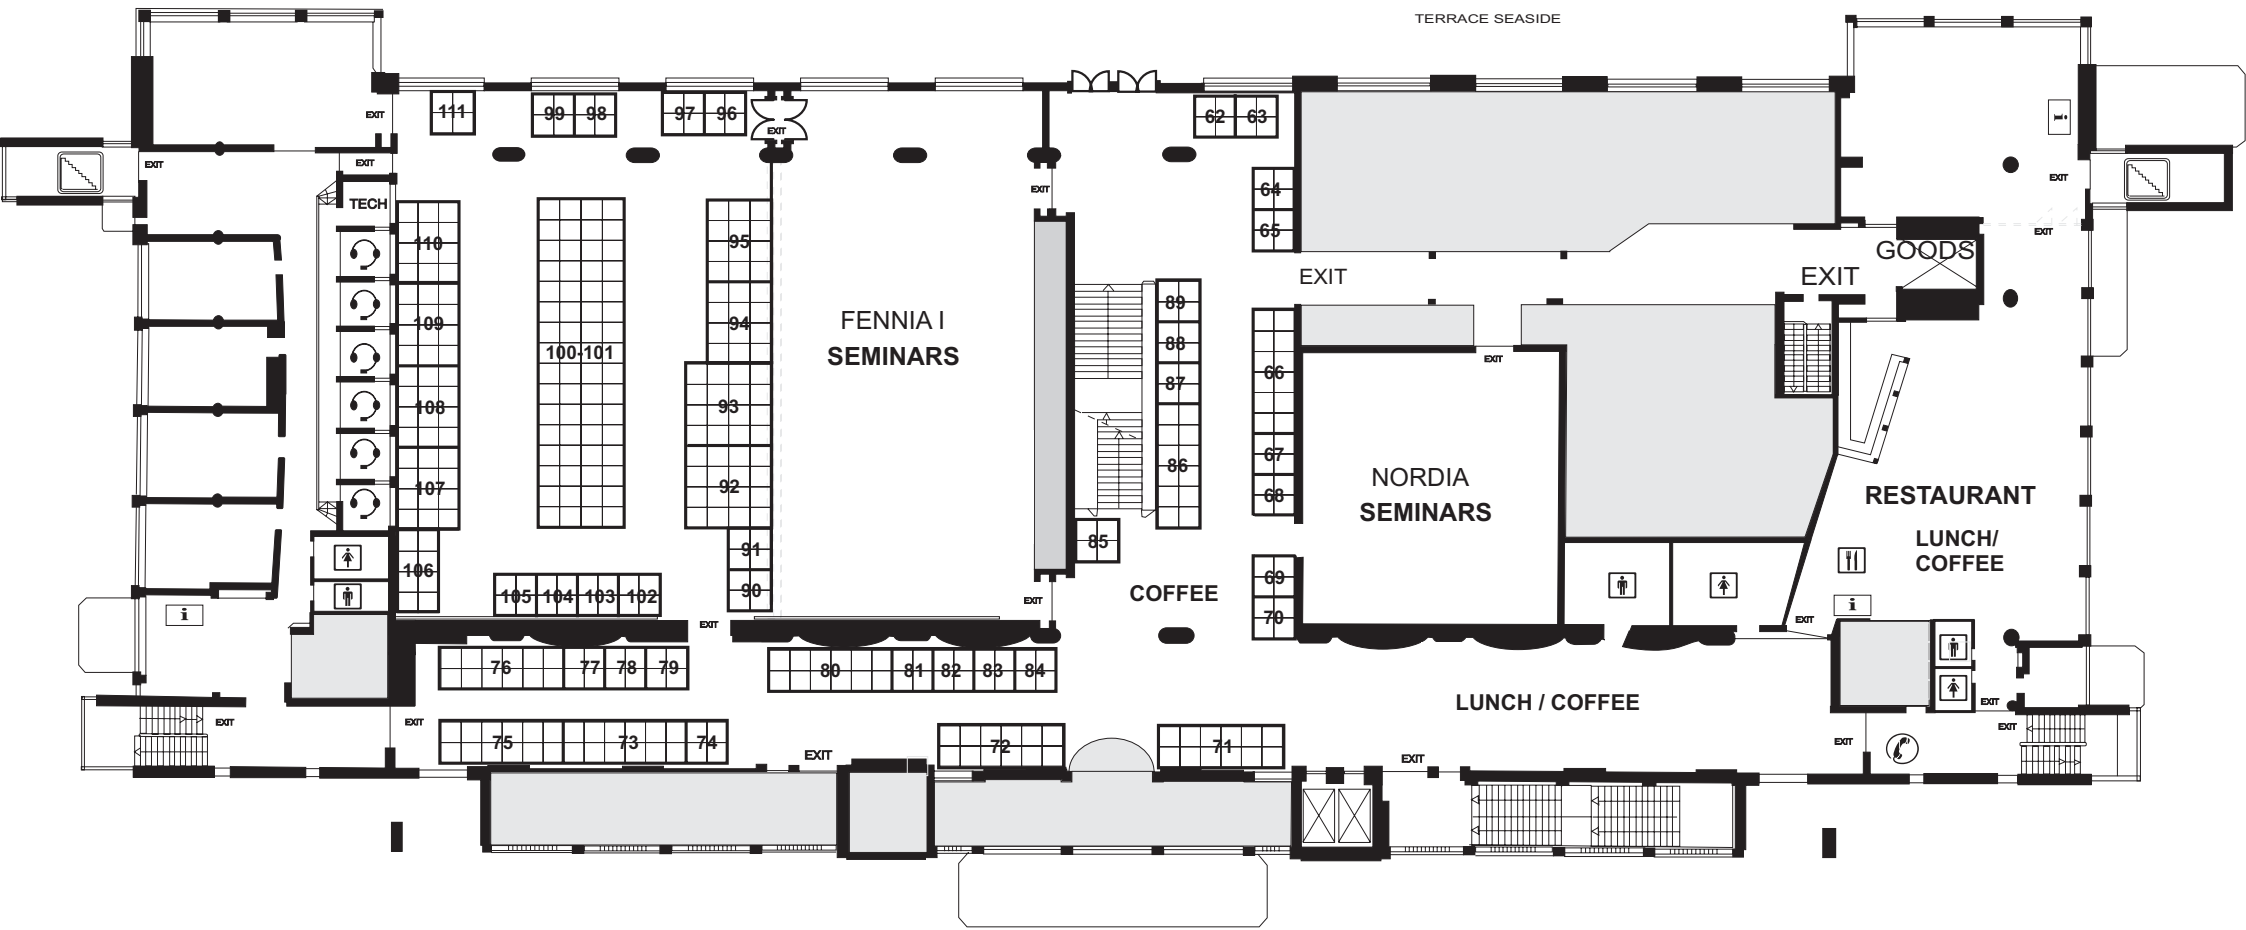 TERRACE SEASIDE
111
99
98
97
96
62
63
EXIT
EXIT
EXIT
EXIT
EXIT
EXIT
TECH
64
65
110
95
GOODS
EXIT
EXIT
EXIT
89
109
94
FENNIA I
SEMINARS
88
100-101
EXIT
66
87
108
93
67
86
107
92
68
NORDIA
SEMINARS
RESTAURANT
LUNCH/
COFFEE
85
91
106
90
105
104
103
102
69
70
COFFEE
EXIT
i
i
i
EXIT
EXIT
76
77
78
79
80
81
82
83
84
LUNCH / COFFEE
EXIT
EXIT
EXIT
EXIT
EXIT
75
73
74
72
71
EXIT
EXIT